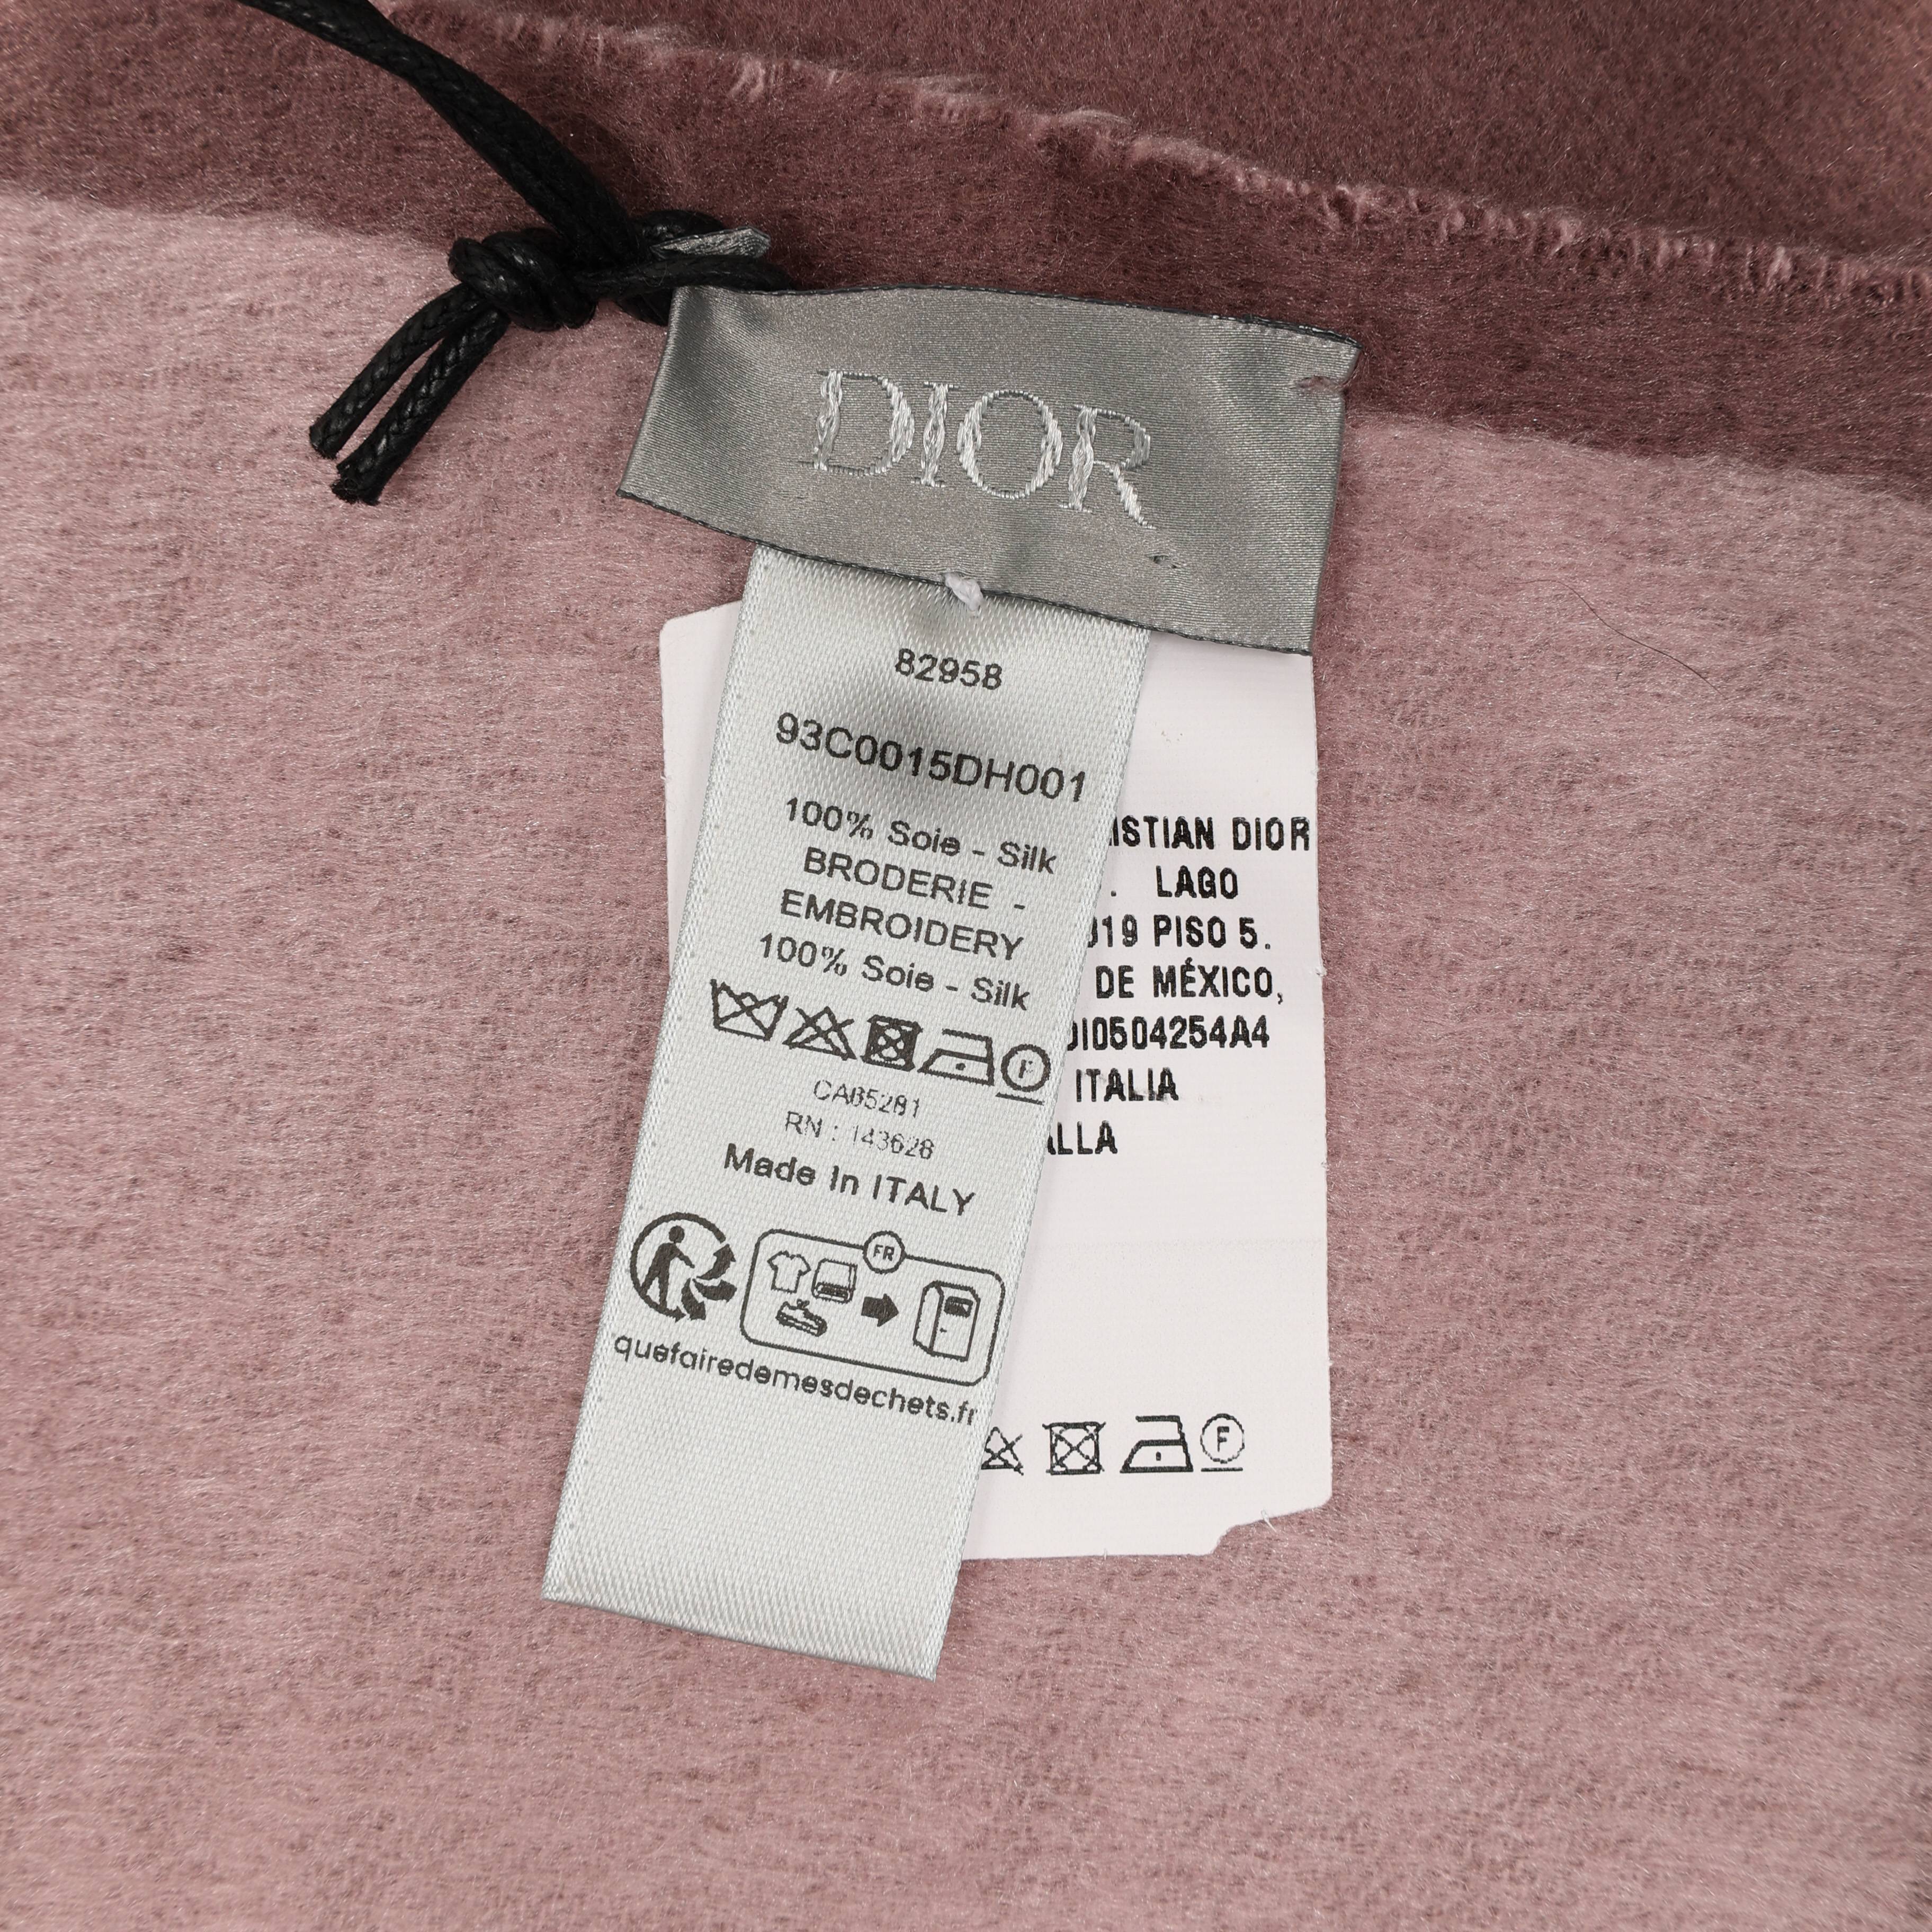 DIOR
82958
93C0015DH001
100% Soie - Silk
BRODERIE -
EMBROIDERY
100% Soie - Silk
F
CA65281
RN : 143628
Made In ITALY
FR
quefairedemesdechets.fr
ISTIAN DIOR
. LAGO
019 PISO 5.
DE MÉXICO,
DI0504254A4
ITALIA
ALLA
F